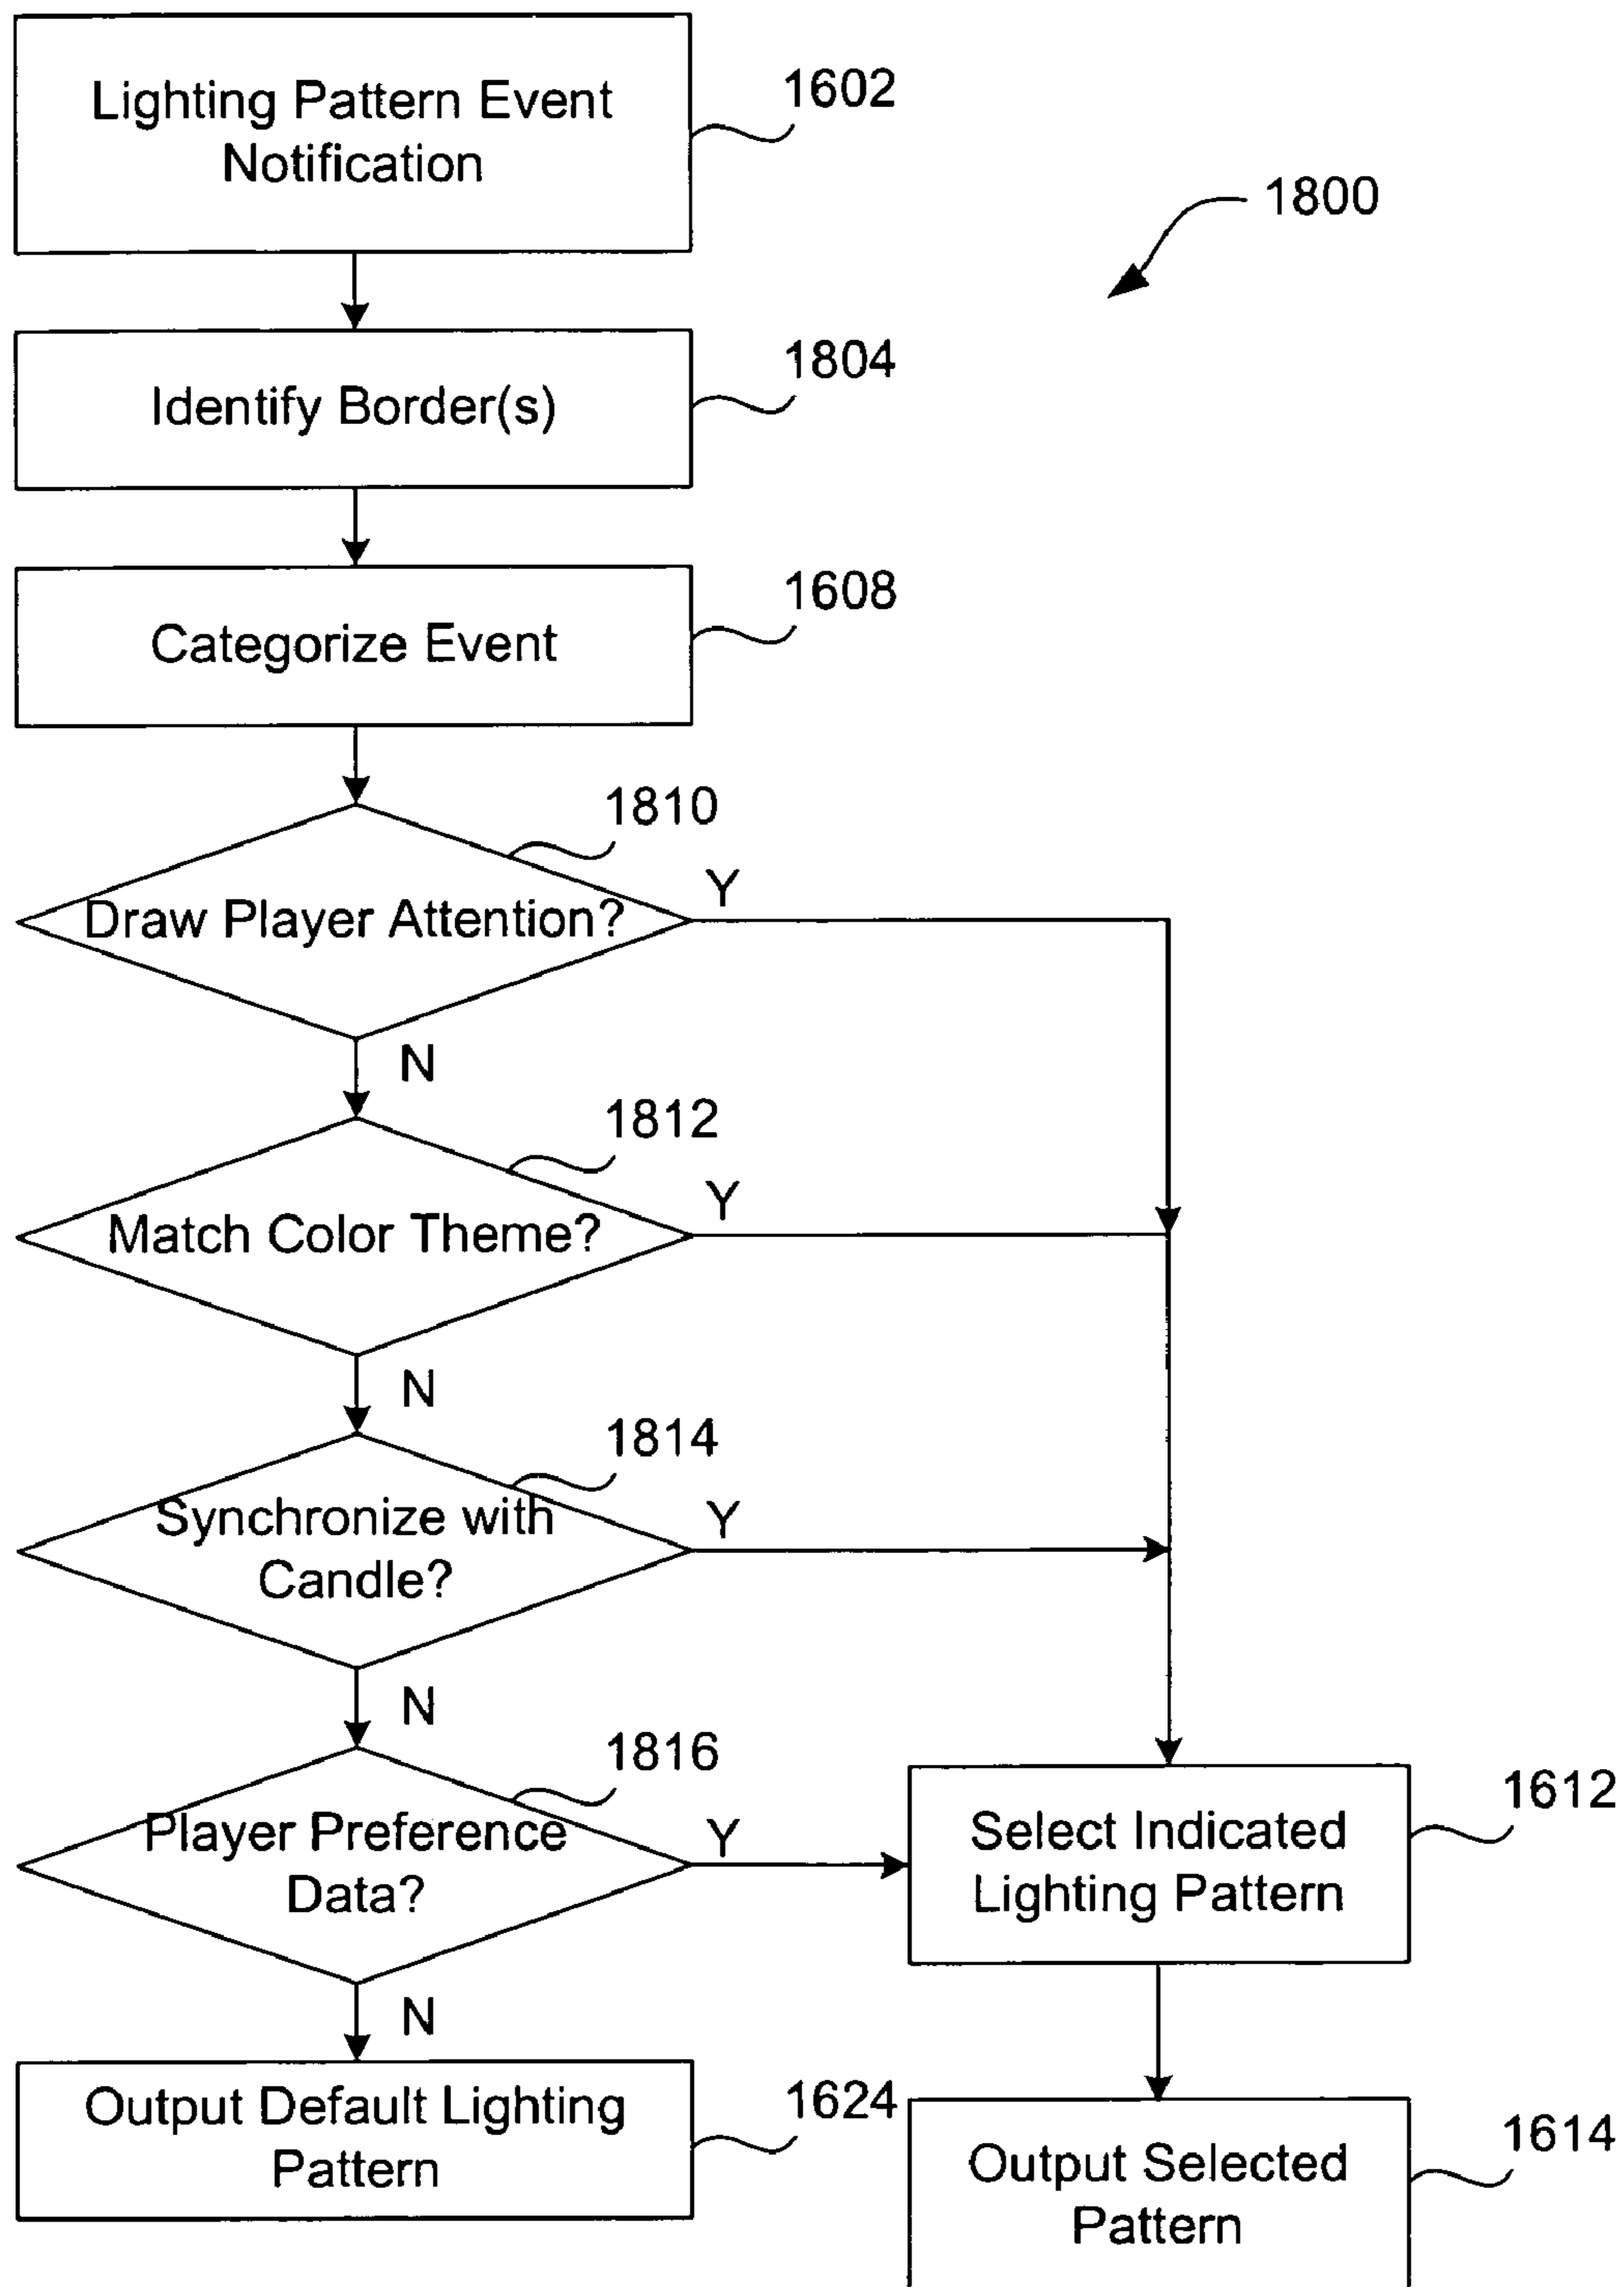 Lighting Pattern Event
Notification
1602
1800
Identify Border(s)
1804
Categorize Event
1608
1810
Draw Player Attention?
Y
N
1812
Match Color Theme?
Y
N
1814
Synchronize with
Candle?
Y
N
1816
Player Preference
Data?
Y
N
Select Indicated
Lighting Pattern
1612
Output Default Lighting
Pattern
1624
Output Selected
Pattern
1614